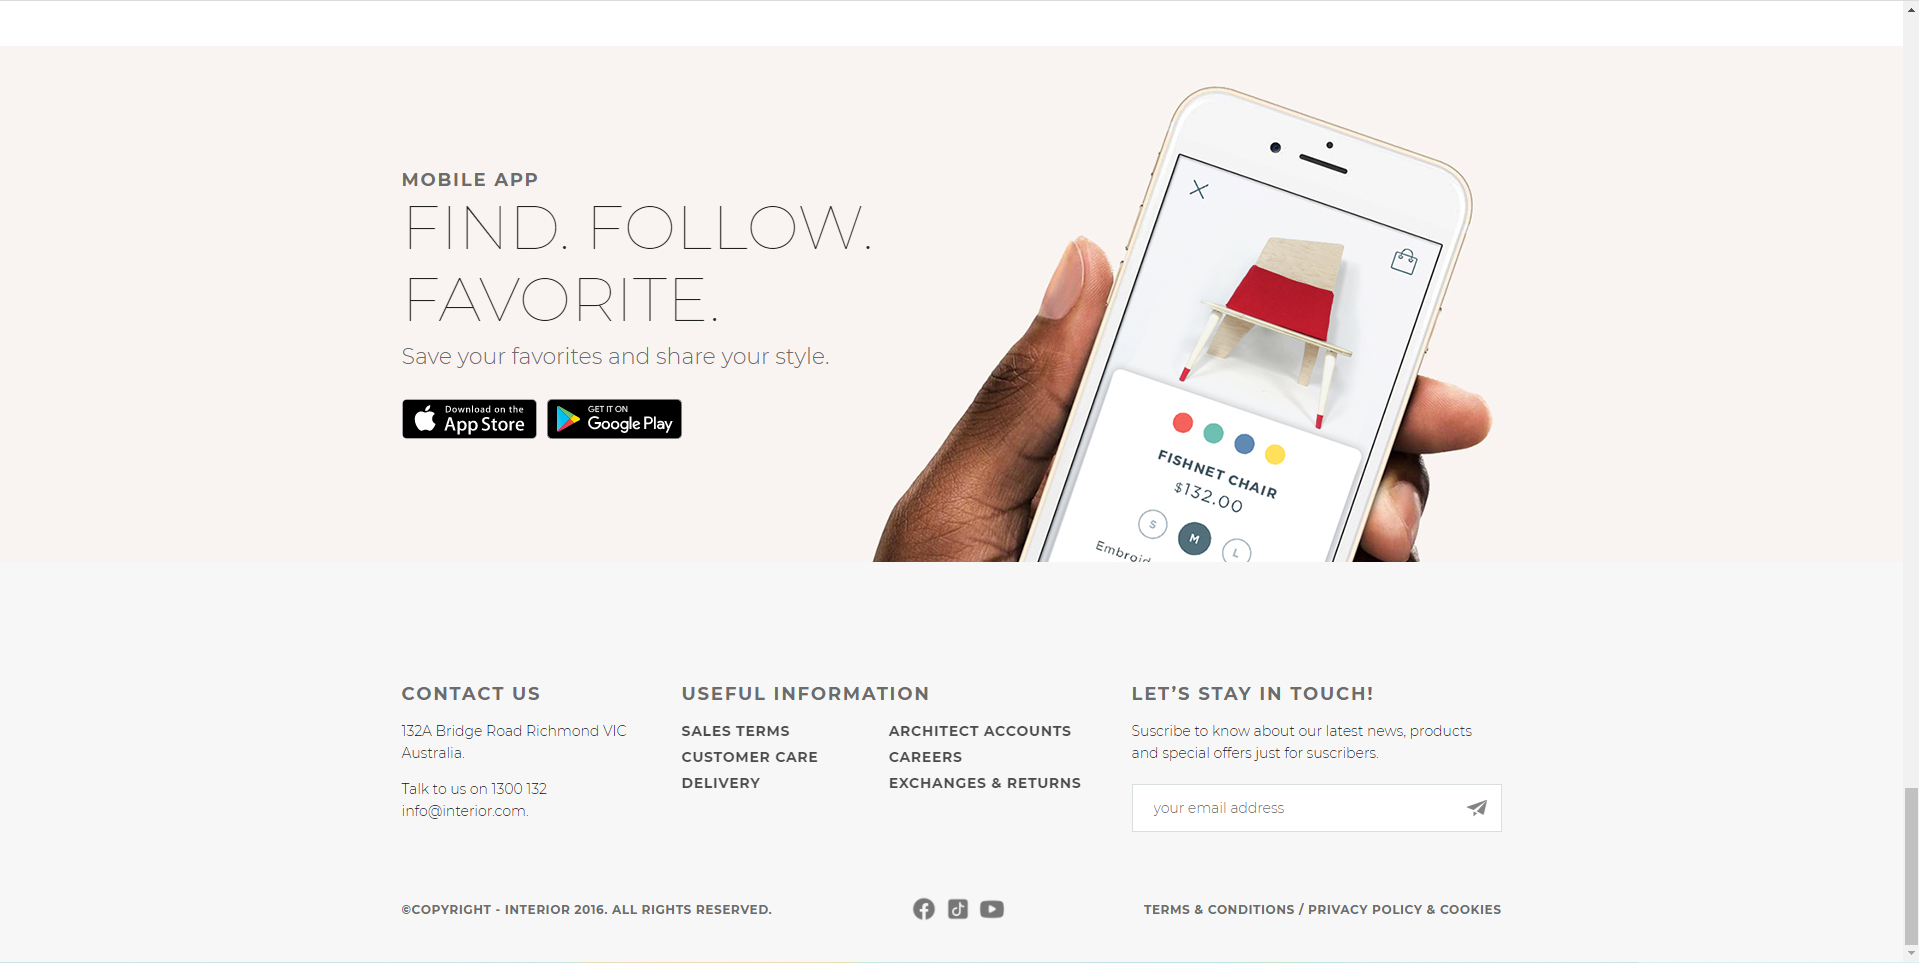 MOBILE APP
FIND. FOLLOW.
FAVORITE.
Save your favorites and share your style.
Download on the
App Store
GET IT ON
Google Play
FISHNET CHAIR
$132.00
S
M
L
CONTACT US
132A Bridge Road Richmond VIC
Australia.
Talk to us on 1300 132
info@interior.com.
USEFUL INFORMATION
SALES TERMS
CUSTOMER CARE
DELIVERY
ARCHITECT ACCOUNTS
CAREERS
EXCHANGES & RETURNS
LET’S STAY IN TOUCH!
Suscribe to know about our latest news, products
and special offers just for suscribers.
your email address
©COPYRIGHT - INTERIOR 2016. ALL RIGHTS RESERVED.
TERMS & CONDITIONS / PRIVACY POLICY & COOKIES